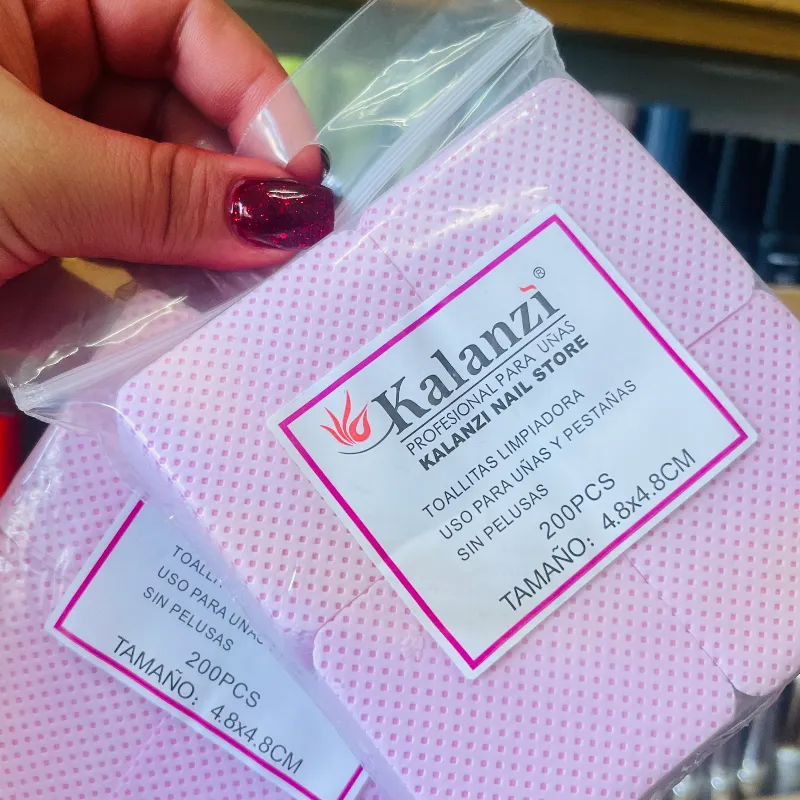 Kalanzì®
PROFESIONAL PARA UÑAS
KALANZI NAIL STORE
TOALLITAS LIMPIADORA
USO PARA UÑAS Y PESTAÑAS
SIN PELUSAS
200PCS
TAMAÑO: 4.8x4.8CM
USO PARA UÑAS
SIN PELUSAS
200PCS
TAMAÑO: 4.8x4.8CM